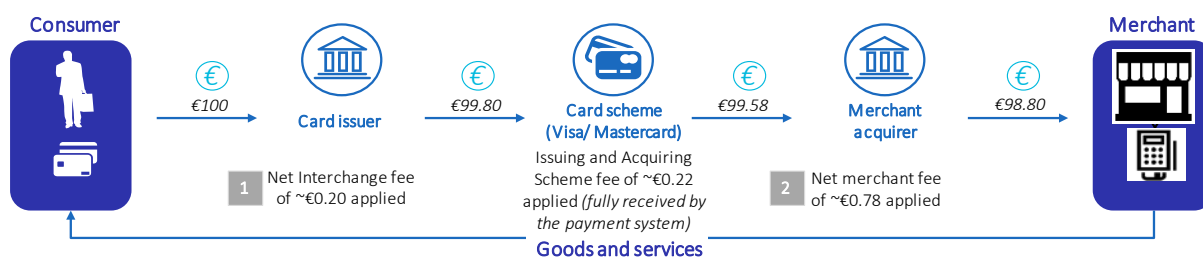 Consumer
Merchant
€
€100
€
€99.80
€
€99.58
€
€98.80
Card issuer
Card scheme
(Visa/ Mastercard)
Merchant
acquirer
1
Net Interchange fee
of ~€0.20 applied
Issuing and Acquiring
Scheme fee of ~€0.22
applied (fully received by
the payment system)
2
Net merchant fee
of ~€0.78 applied
Goods and services